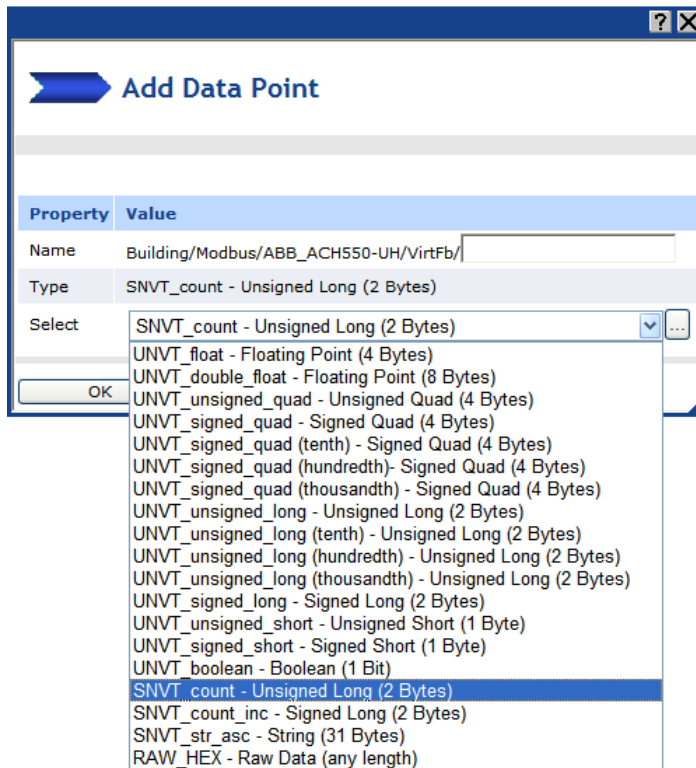 ?
Add Data Point
Property Value
Name Building/Modbus/ABB_ACH550-UH/VirtFb/
Type SNVT_count - Unsigned Long (2 Bytes)
Select SNVT_count - Unsigned Long (2 Bytes) ...
UNVT_float - Floating Point (4 Bytes)
UNVT_double_float - Floating Point (8 Bytes)
OK UNVT_unsigned_quad - Unsigned Quad (4 Bytes)
UNVT_signed_quad - Signed Quad (4 Bytes)
UNVT_signed_quad (tenth) - Signed Quad (4 Bytes)
UNVT_signed_quad (hundredth)- Signed Quad (4 Bytes)
UNVT_signed_quad (thousandth) - Signed Quad (4 Bytes)
UNVT_unsigned_long - Unsigned Long (2 Bytes)
UNVT_unsigned_long (tenth) - Unsigned Long (2 Bytes)
UNVT_unsigned_long (hundredth) - Unsigned Long (2 Bytes)
UNVT_unsigned_long (thousandth) - Unsigned Long (2 Bytes)
UNVT_signed_long - Signed Long (2 Bytes)
UNVT_unsigned_short - Unsigned Short (1 Byte)
UNVT_signed_short - Signed Short (1 Byte)
UNVT_boolean - Boolean (1 Bit)
SNVT_count - Unsigned Long (2 Bytes)
SNVT_count_inc - Signed Long (2 Bytes)
SNVT_str_asc - String (31 Bytes)
RAW_HEX - Raw Data (any length)